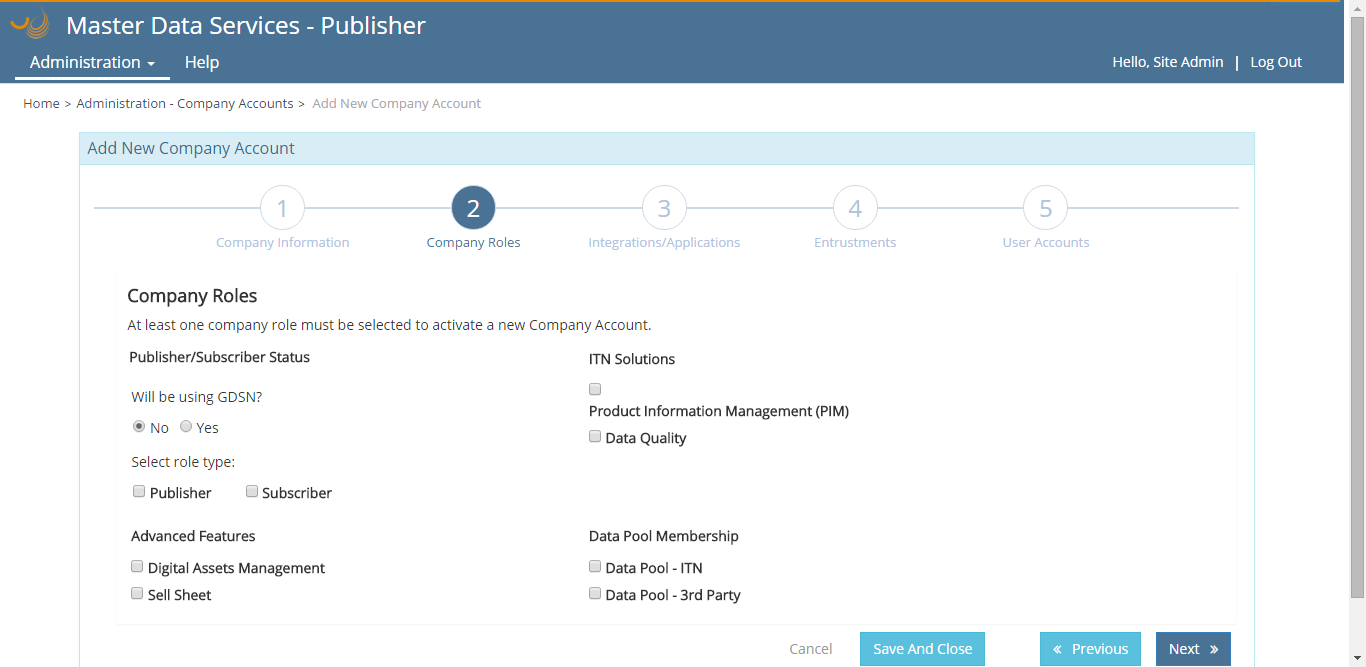 Master Data Services - Publisher
Administration Help
Hello, Site Admin | Log Out
Home > Administration - Company Accounts > Add New Company Account
Add New Company Account
1 2 3 4 5
Company Information Company Roles Integrations/Applications Entrustments User Accounts
Company Roles
At least one company role must be selected to activate a new Company Account.
Publisher/Subscriber Status
Will be using GDSN?
No Yes
Select role type:
Publisher Subscriber
ITN Solutions
Product Information Management (PIM)
Data Quality
Advanced Features
Digital Assets Management
Sell Sheet
Data Pool Membership
Data Pool - ITN
Data Pool - 3rd Party
Cancel Save And Close « Previous Next »